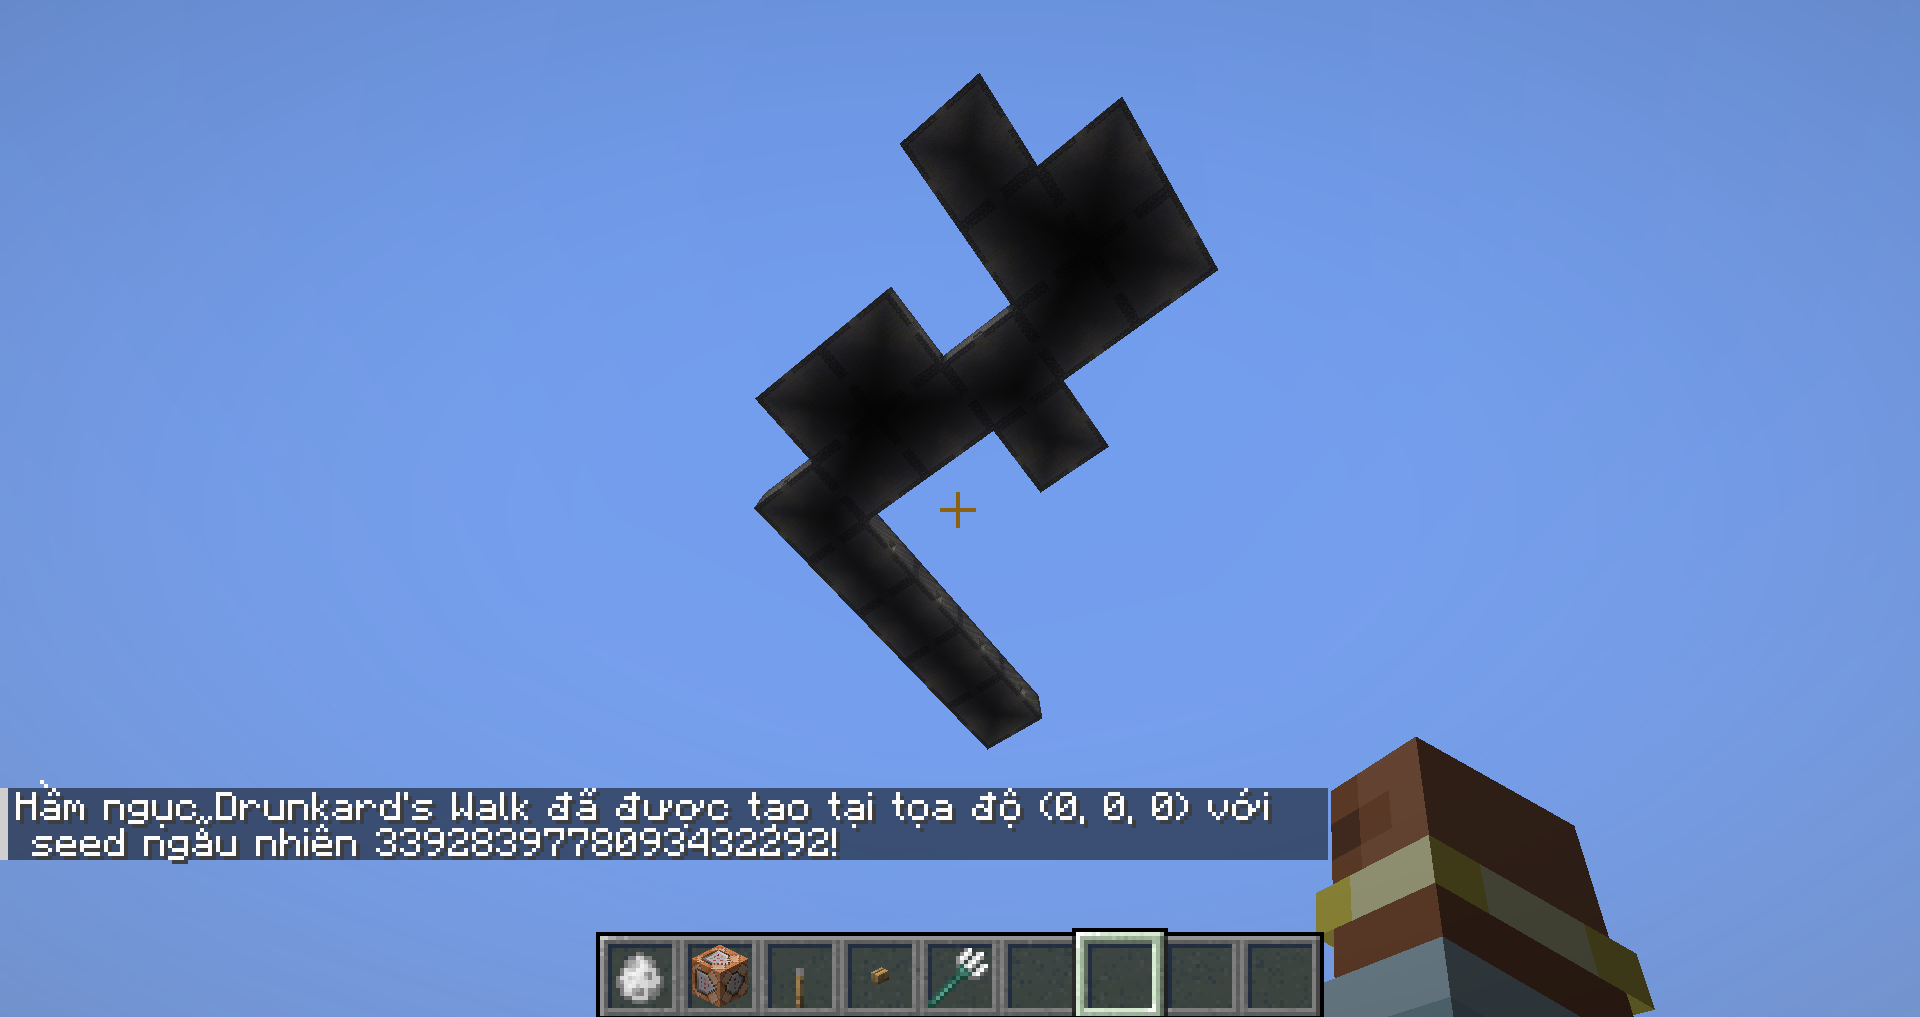 Hầm ngục Drunkard's Walk đã được tạo tại tọa độ (0, 0, 0) với
seed ngẫu nhiên 3392839778093432292!